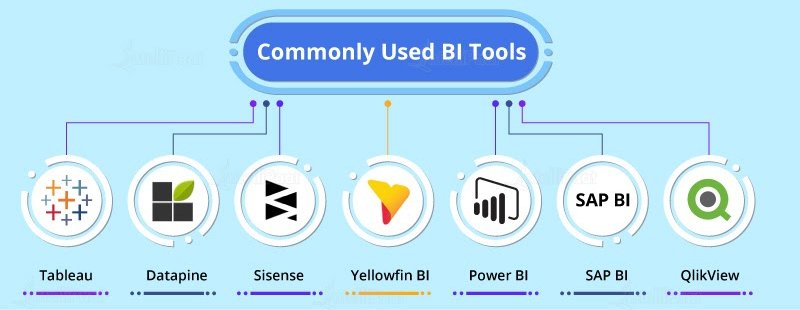 Commonly Used BI Tools
SAP BI
Tableau
Datapine
Sisense
Yellowfin BI
Power BI
SAP BI
QlikView